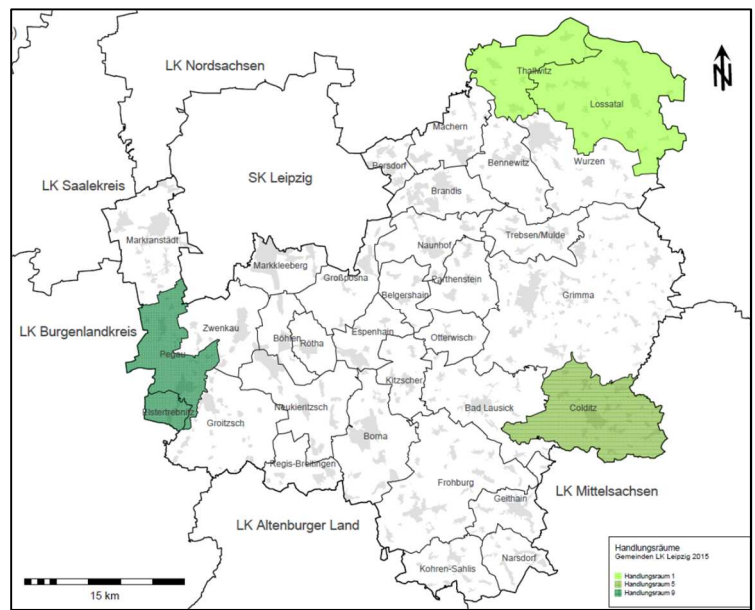 LK Nordsachsen
N
Thallwitz
Lossatal
Machern
Borsdorf
Bennewitz
Wurzen
SK Leipzig
LK Saalekreis
Brandis
Markranstädt
Naunhof
Trebsen/Mulde
Markkleeberg
Großposna
Parthenstein
Belgershain
Grimma
LK Burgenlandkreis
Zwenkau
Böhlen
Rötha
Espenhain
Otterwisch
Pegau
Kitzscher
Elstertrebnitz
Neukieritzsch
Bad Lausick
Colditz
Groitzsch
Borna
Regis-Breitingen
Frohburg
LK Mittelsachsen
Geithain
LK Altenburger Land
Kohren-Sahlis
Narsdorf
15 km
Handlungsräume
Gemeinden LK Leipzig 2015
Handlungsraum 1
Handlungsraum 5
Handlungsraum 9